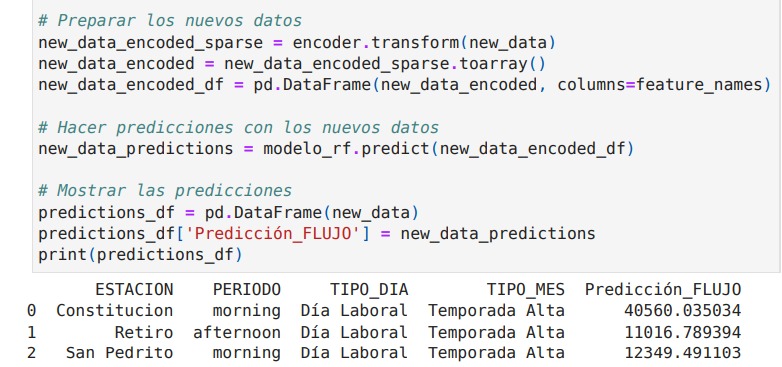 # Preparar los nuevos datos
new_data_encoded_sparse = encoder.transform(new_data)
new_data_encoded = new_data_encoded_sparse.toarray()
new_data_encoded_df = pd.DataFrame(new_data_encoded, columns=feature_names)
# Hacer predicciones con los nuevos datos
new_data_predictions = modelo_rf.predict(new_data_encoded_df)
# Mostrar las predicciones
predictions_df = pd.DataFrame(new_data)
predictions_df['Predicción_FLUJO'] = new_data_predictions
print(predictions_df)
ESTACION PERIODO TIPO_DIA TIPO_MES Predicción_FLUJO
0 Constitucion morning Día Laboral Temporada Alta 40560.035034
1 Retiro afternoon Día Laboral Temporada Alta 11016.789394
2 San Pedrito morning Día Laboral Temporada Alta 12349.491103